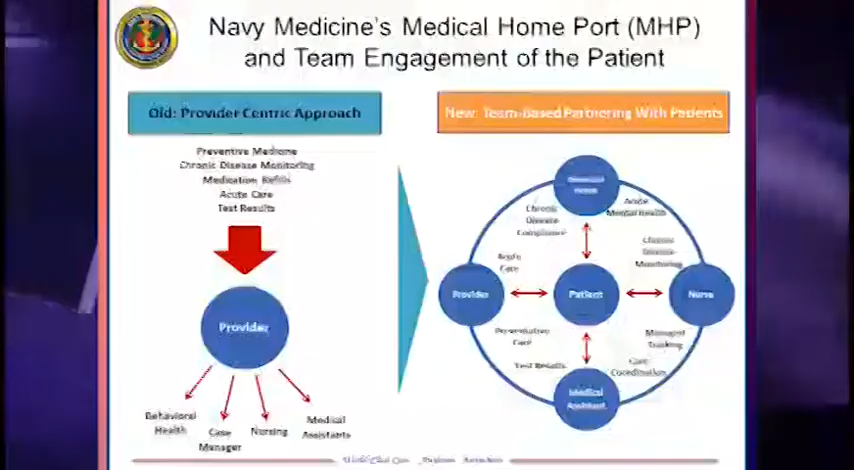 Navy Medicine's Medical Home Port (MHP)
and Team Engagement of the Patient
Old: Provider Centric Approach
Preventive Medicine
Chronic Disease Monitoring
Medication Refills
Acute Care
Test Results
Provider
Behavioral
Health
Case
Manager
Nursing
Medical
Assistants
New: Team-Based Partnering With Patients
Chronic
Disease
Compliance
Acute
Mental Health
Acute
Care
Chronic
Disease
Monitoring
Provider
Patient
Nurse
Preventative
Care
Test Results
Managed
Tracking
Care
Coordination
Medical
Assistant